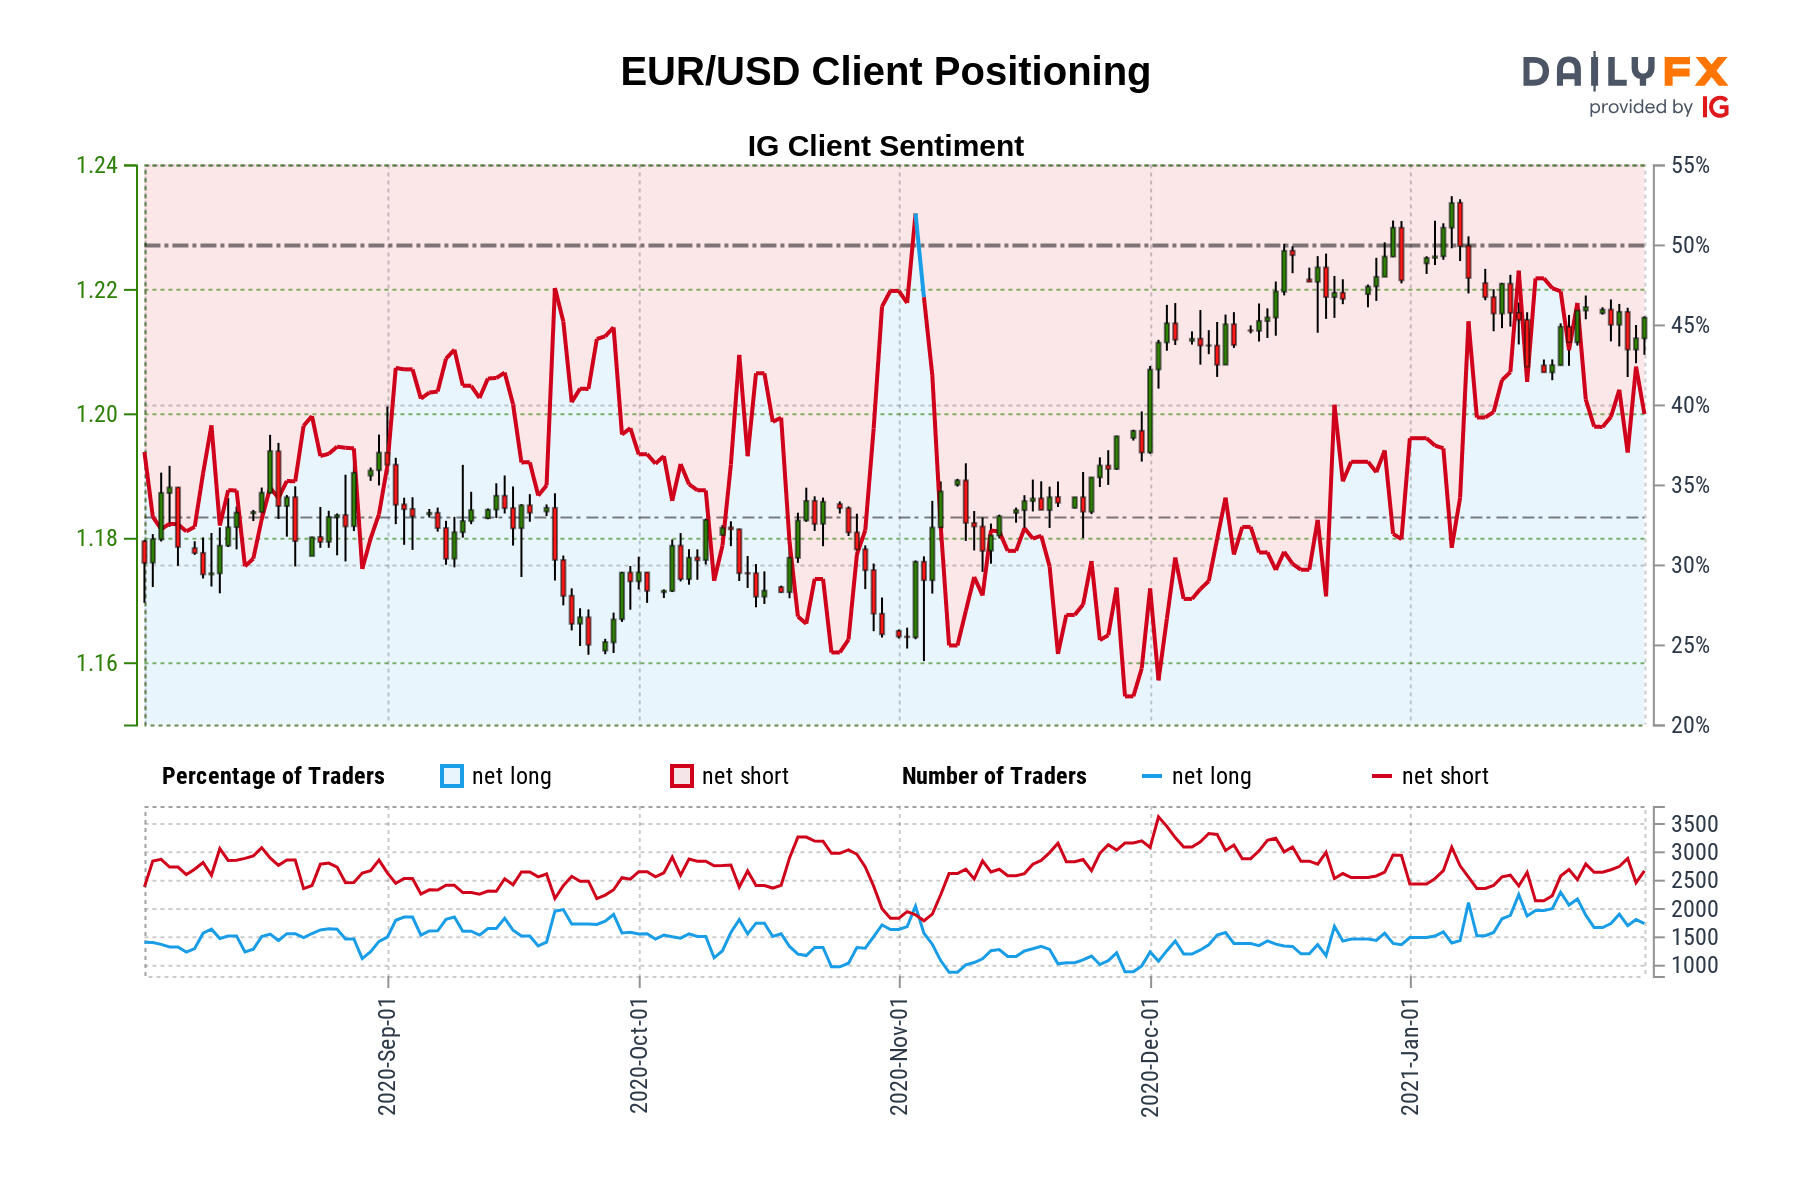 EUR/USD Client Positioning
DAILYFX
provided by IG
IG Client Sentiment
1.24
1.22
1.20
1.18
1.16
55%
50%
45%
40%
35%
30%
25%
20%
Percentage of Traders net long net short Number of Traders net long net short
3500
3000
2500
2000
1500
1000
2020-Sep-01
2020-Oct-01
2020-Nov-01
2020-Dec-01
2021-Jan-01